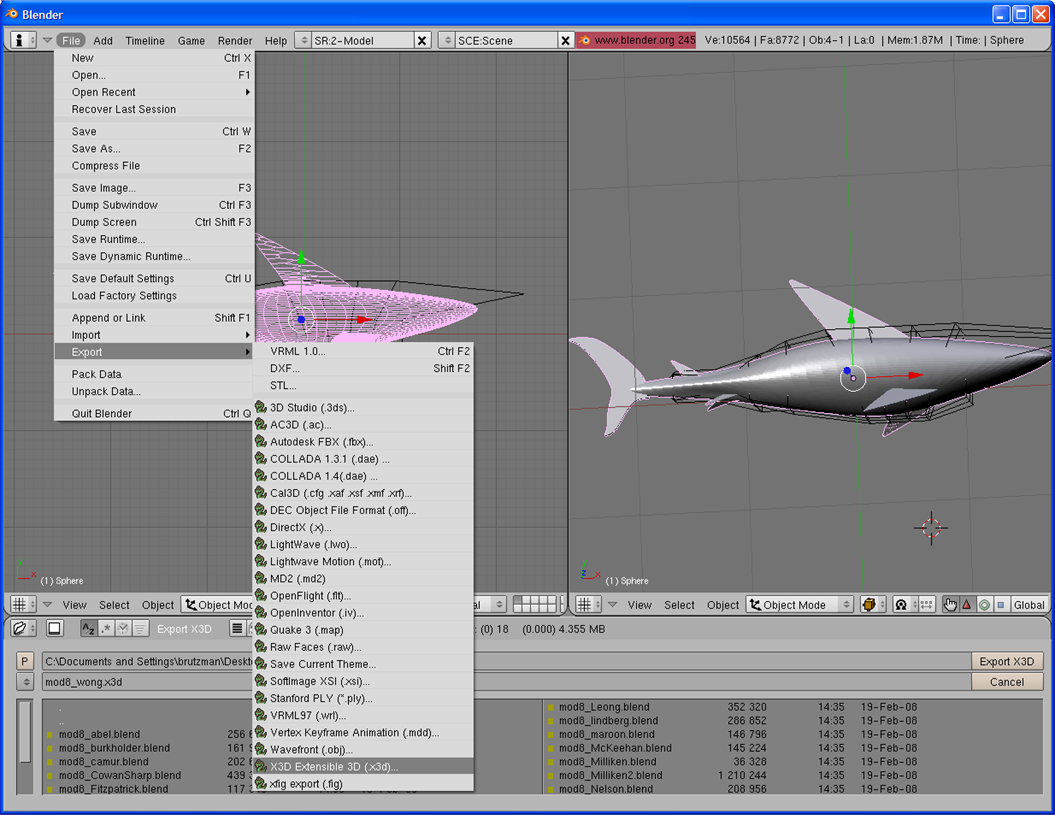 Blender
File Add Timeline Game Render Help SR:2-Model SCE:Scene www.blender.org 245 Ve:10564 | Fa:8772 | Ob:4-1 | La:0 | Mem:1.87M | Time: | Sphere
New Ctrl X
Open... F1
Open Recent
Recover Last Session
Save Ctrl W
Save As... F2
Compress File
Save Image... F3
Dump Subwindow Ctrl F3
Dump Screen Ctrl Shift F3
Save Runtime...
Save Dynamic Runtime...
Save Default Settings Ctrl U
Load Factory Settings
Append or Link Shift F1
Import
Export
Pack Data
Unpack Data...
Quit Blender Ctrl Q
VRML 1.0... Ctrl F2
DXF... Shift F2
STL...
3D Studio (.3ds)...
AC3D (.ac)...
Autodesk FBX (.fbx)...
COLLADA 1.3.1 (.dae) ...
COLLADA 1.4(.dae) ...
Cal3D (.cfg .xaf .xsf .xmf .xrf)...
DEC Object File Format (.off)...
DirectX (.x)...
LightWave (.lwo)...
Lightwave Motion (.mot)...
MD2 (.md2)
OpenFlight (.flt)...
OpenInventor (.iv)...
Quake 3 (.map)
Raw Faces (.raw)...
Save Current Theme...
SoftImage XSI (.xsi)...
Stanford PLY (*.ply)...
VRML97 (.wrl)...
Vertex Keyframe Animation (.mdd)...
Wavefront (.obj)...
X3D Extensible 3D (.x3d)...
xfig export (.fig)
x
(1) Sphere
z x
(1) Sphere
View Select Object Object Mod al
View Select Object Object Mode Global
Export X3D : (0) 18 (0.000) 4.355 MB
P C:\Documents and Settings\brutzman\Deskt Export X3D
mod8_wong.x3d Cancel
.
..
mod8_abel.blend 256
mod8_burkholder.blend 161
mod8_camur.blend 202
mod8_CowanSharp.blend 439
mod8_Fitzpatrick.blend 117
mod8_Leong.blend 352 320 14:35 19-Feb-08
mod8_lindberg.blend 286 852 14:35 19-Feb-08
mod8_maroon.blend 146 796 14:35 19-Feb-08
mod8_McKeehan.blend 145 224 14:35 19-Feb-08
mod8_Milliken.blend 36 328 14:35 19-Feb-08
mod8_Milliken2.blend 1 210 244 14:35 19-Feb-08
mod8_Nelson.blend 208 956 14:35 19-Feb-08